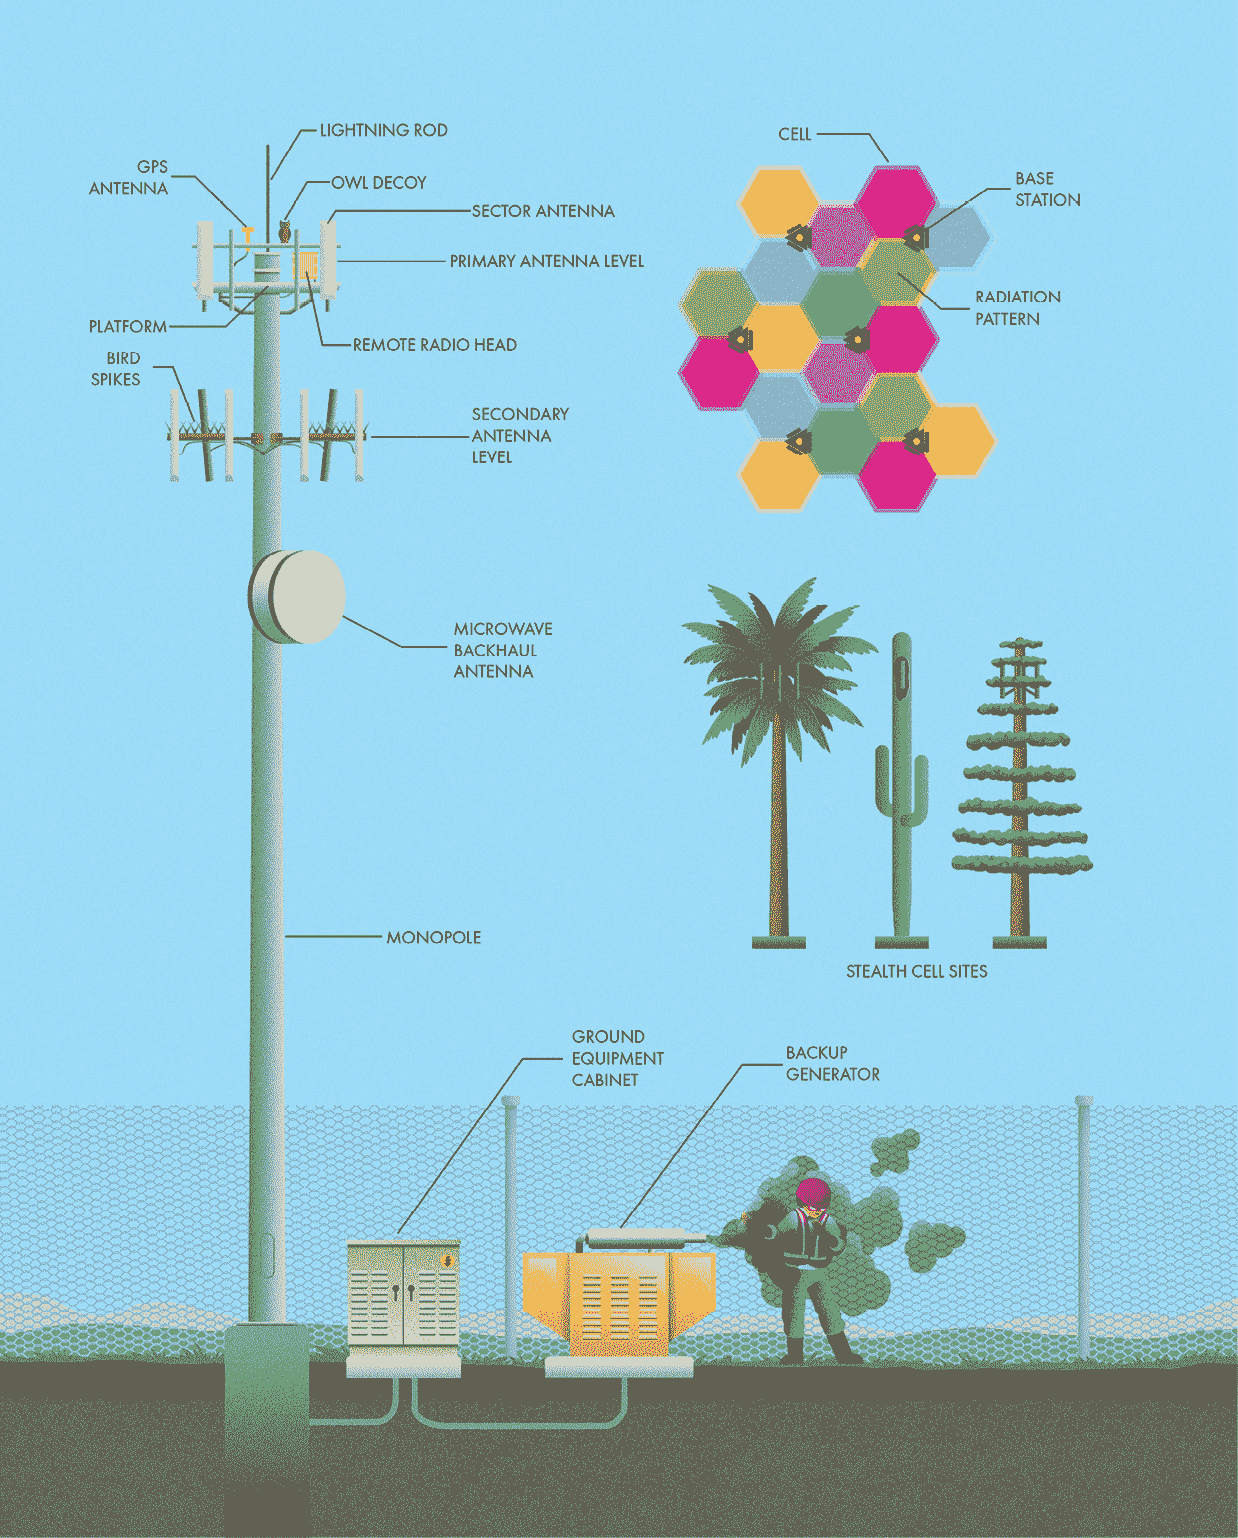 LIGHTNING ROD
GPS
ANTENNA
OWL DECOY
SECTOR ANTENNA
PRIMARY ANTENNA LEVEL
PLATFORM
REMOTE RADIO HEAD
BIRD
SPIKES
SECONDARY
ANTENNA
LEVEL
MICROWAVE
BACKHAUL
ANTENNA
MONOPOLE
CELL
BASE
STATION
RADIATION
PATTERN
STEALTH CELL SITES
GROUND
EQUIPMENT
CABINET
BACKUP
GENERATOR